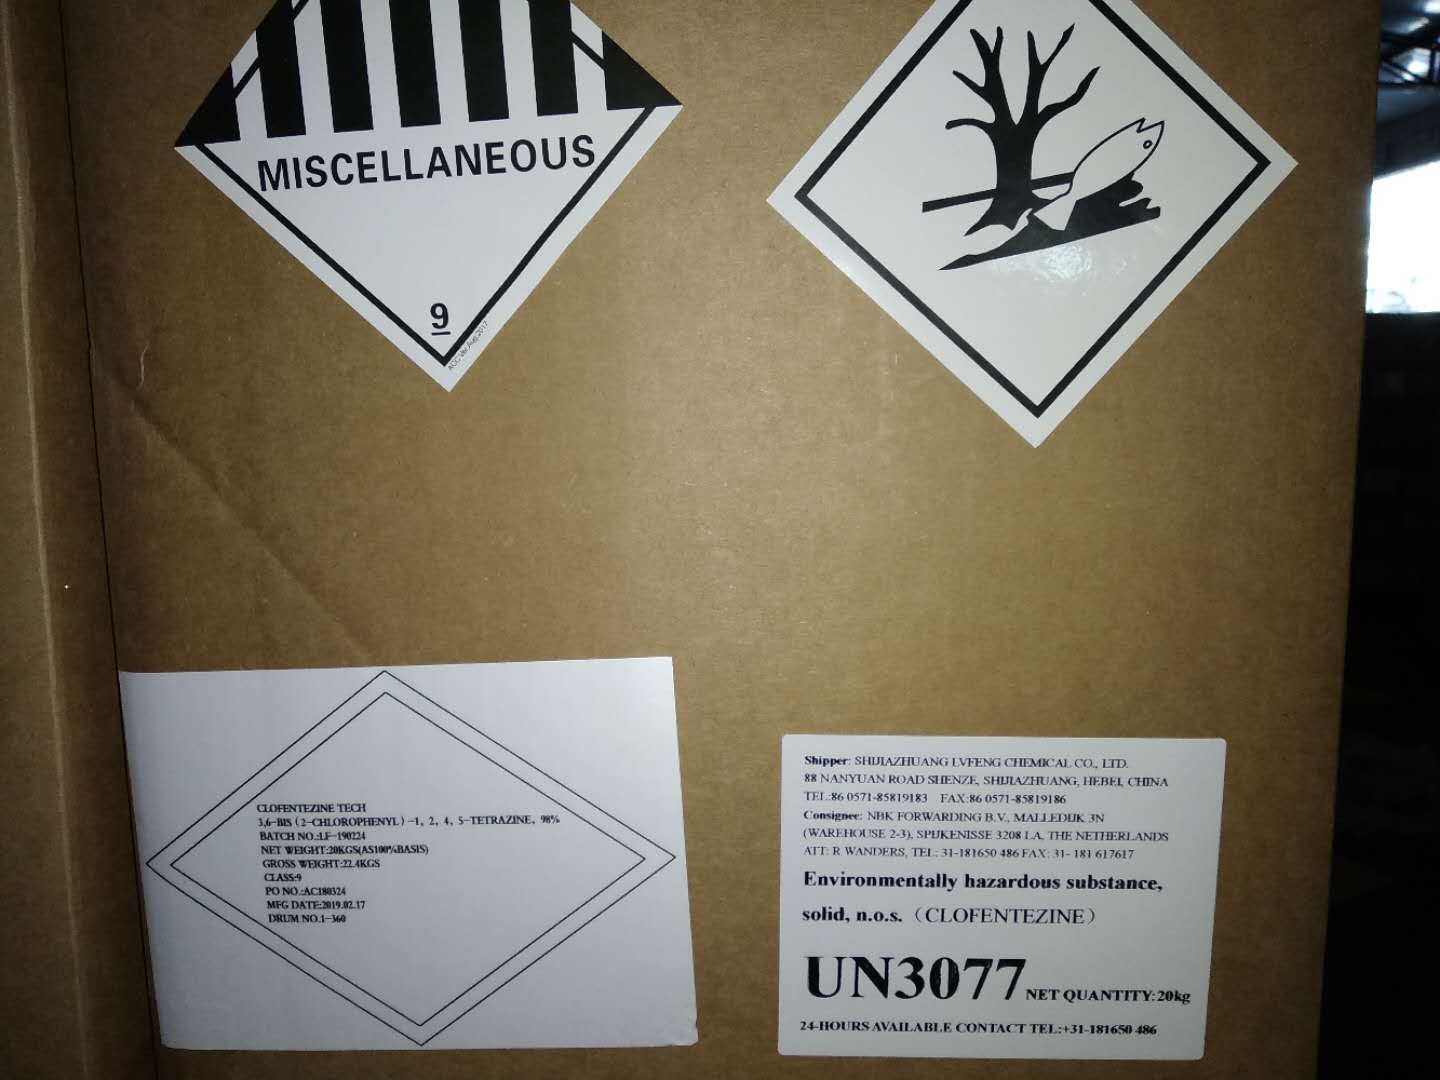 MISCELLANEOUS
9
CLOFENTEZINE TECH
3,6-BIS (2-CHLOROPHENYL) -1, 2, 4, 5-TETRAZINE, 98%
BATCH NO.:LF-190224
NET WEIGHT:20KGS(AS100%BASIS)
GROSS WEIGHT:22.4KGS
CLASS:9
PO NO.:AC180324
MFG DATE:2019.02.17
DRUM NO.1-360
Shipper: SHIJIAZHUANG LVFENG CHEMICAL CO., LTD.
88 NANYUAN ROAD SHENZE, SHIJIAZHUANG, HEBEI, CHINA
TEL:86 0571-85819183 FAX:86 0571-85819186
Consignee: NBK FORWARDING B.V., MALLEDIJK 3N
(WAREHOUSE 2-3), SPIJKENISSE 3208 LA, THE NETHERLANDS
ATT: R WANDERS, TEL: 31-181650 486 FAX: 31- 181 617617
Environmentally hazardous substance,
solid, n.o.s.（CLOFENTEZINE）
UN3077 NET QUANTITY: 20kg
24-HOURS AVAILABLE CONTACT TEL:+31-181650 486